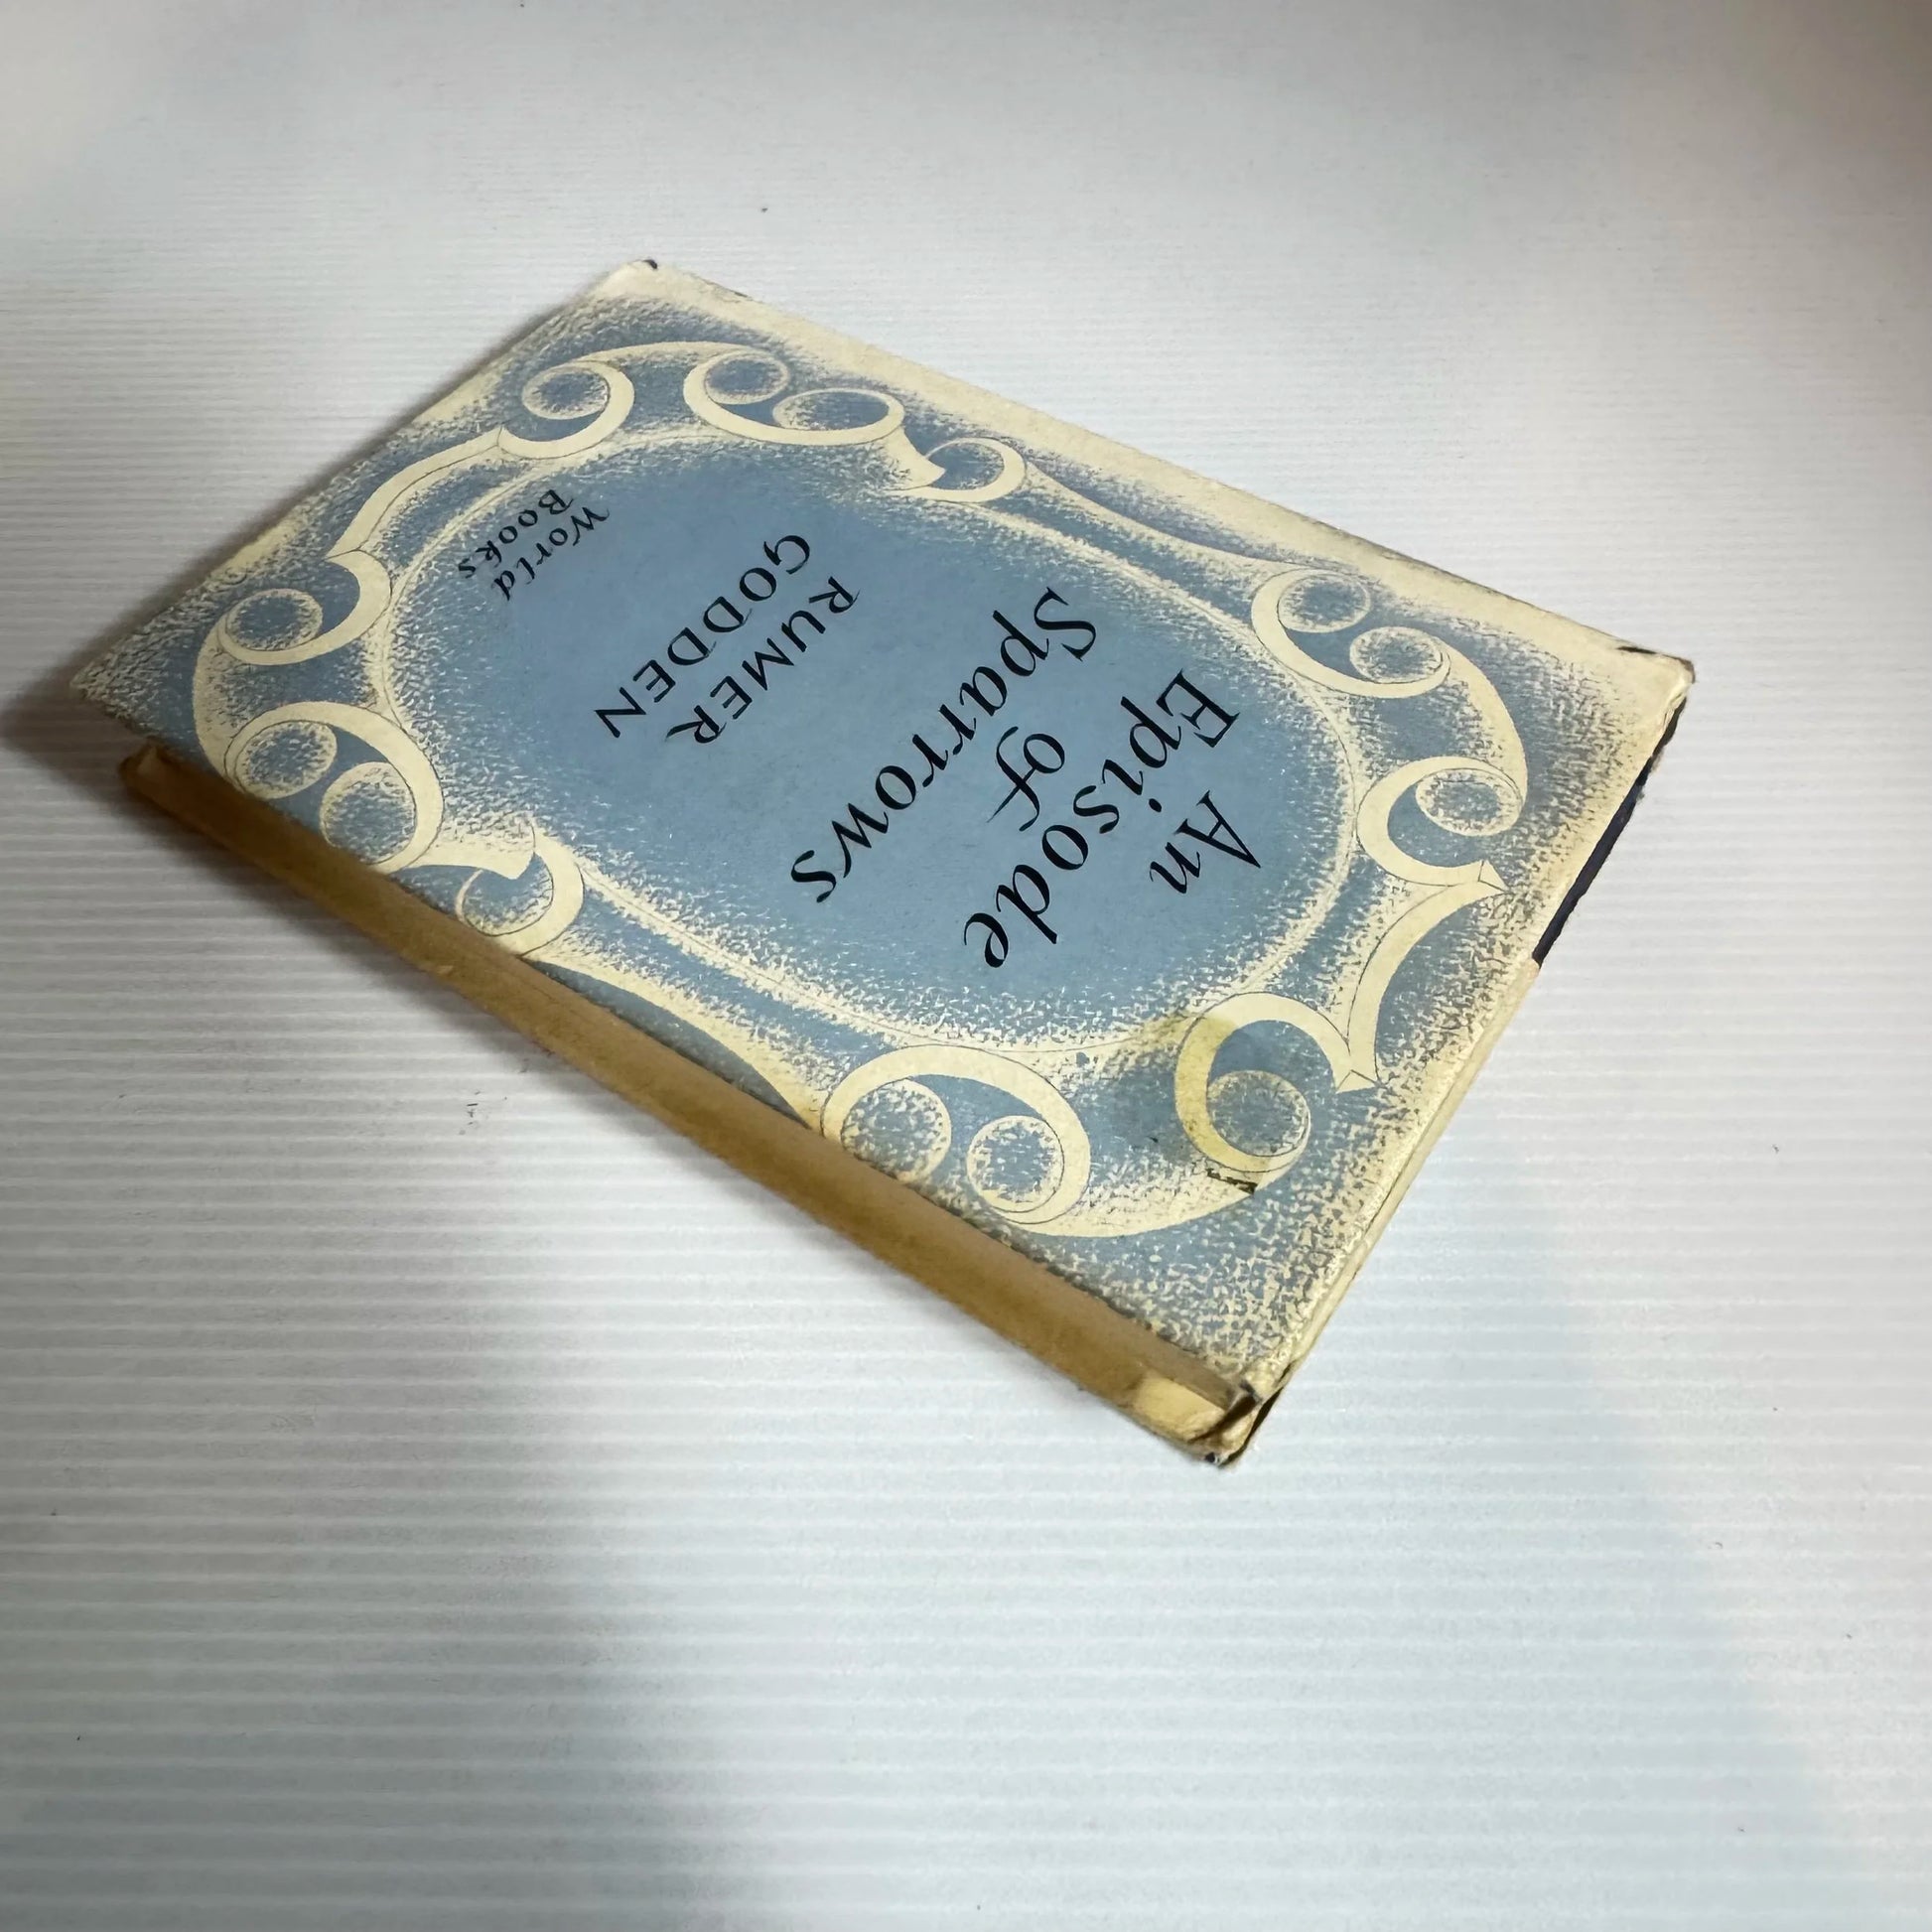 An
Episode
of
Sparrows
RUMER
GODDEN
World
Books